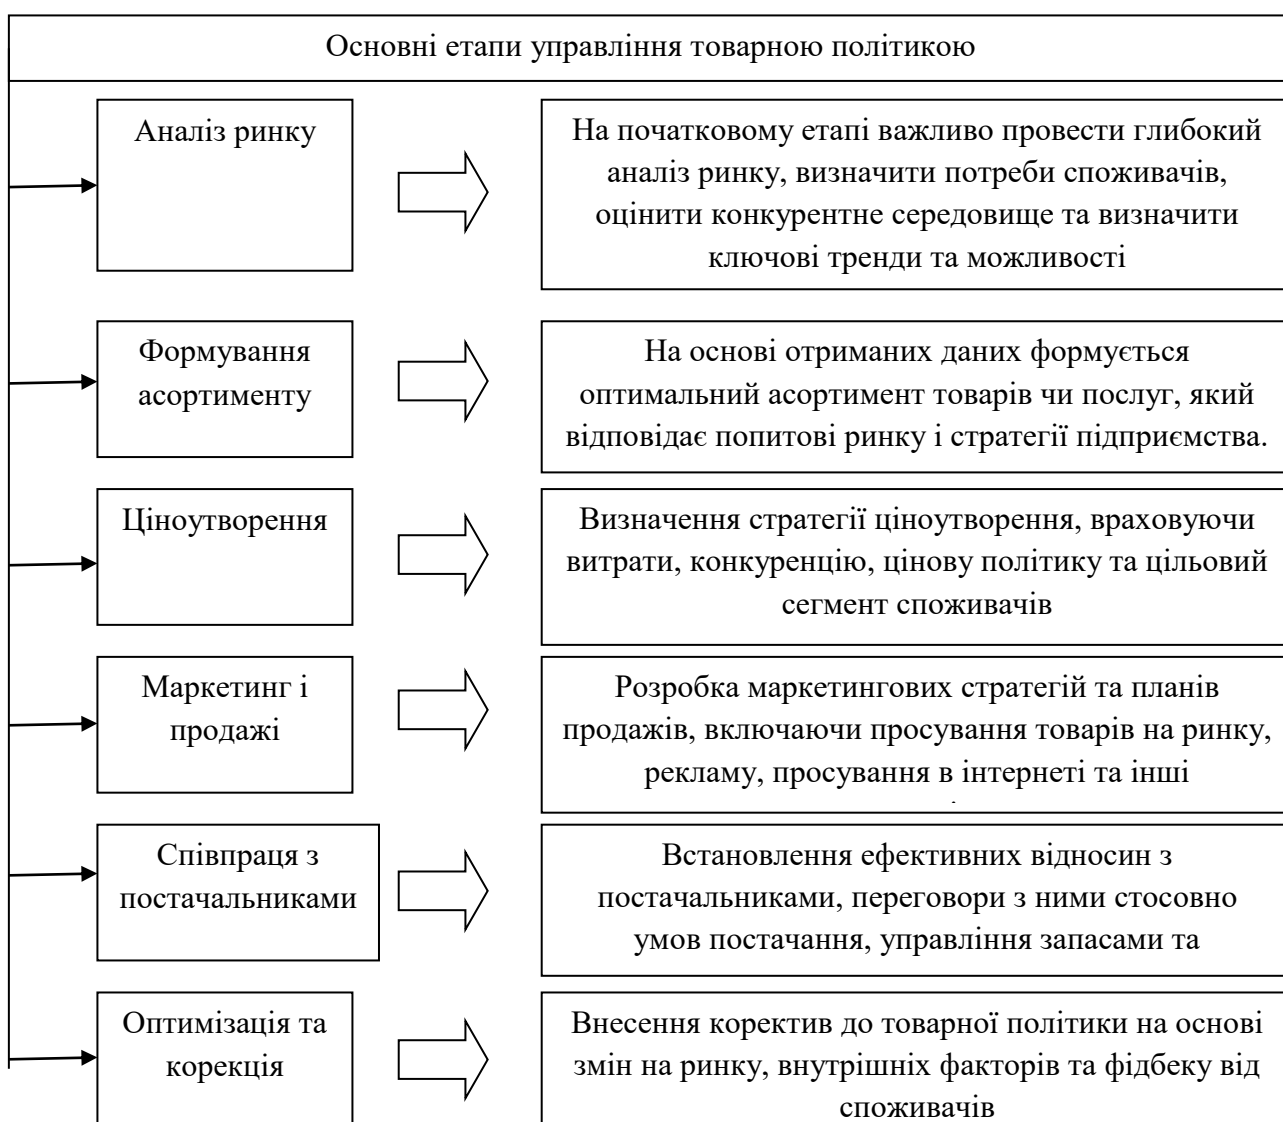 Основні етапи управління товарною політикою
Аналіз ринку
На початковому етапі важливо провести глибокий
аналіз ринку, визначити потреби споживачів,
оцінити конкурентне середовище та визначити
ключові тренди та можливості
Формування
асортименту
На основі отриманих даних формується
оптимальний асортимент товарів чи послуг, який
відповідає попитові ринку і стратегії підприємства.
Ціноутворення
Визначення стратегії ціноутворення, враховуючи
витрати, конкуренцію, цінову політику та цільовий
сегмент споживачів
Маркетинг і
продажі
Розробка маркетингових стратегій та планів
продажів, включаючи просування товарів на ринку,
рекламу, просування в інтернеті та інші
Співпраця з
постачальниками
Встановлення ефективних відносин з
постачальниками, переговори з ними стосовно
умов постачання, управління запасами та
Оптимізація та
корекція
Внесення коректив до товарної політики на основі
змін на ринку, внутрішніх факторів та фідбеку від
споживачів